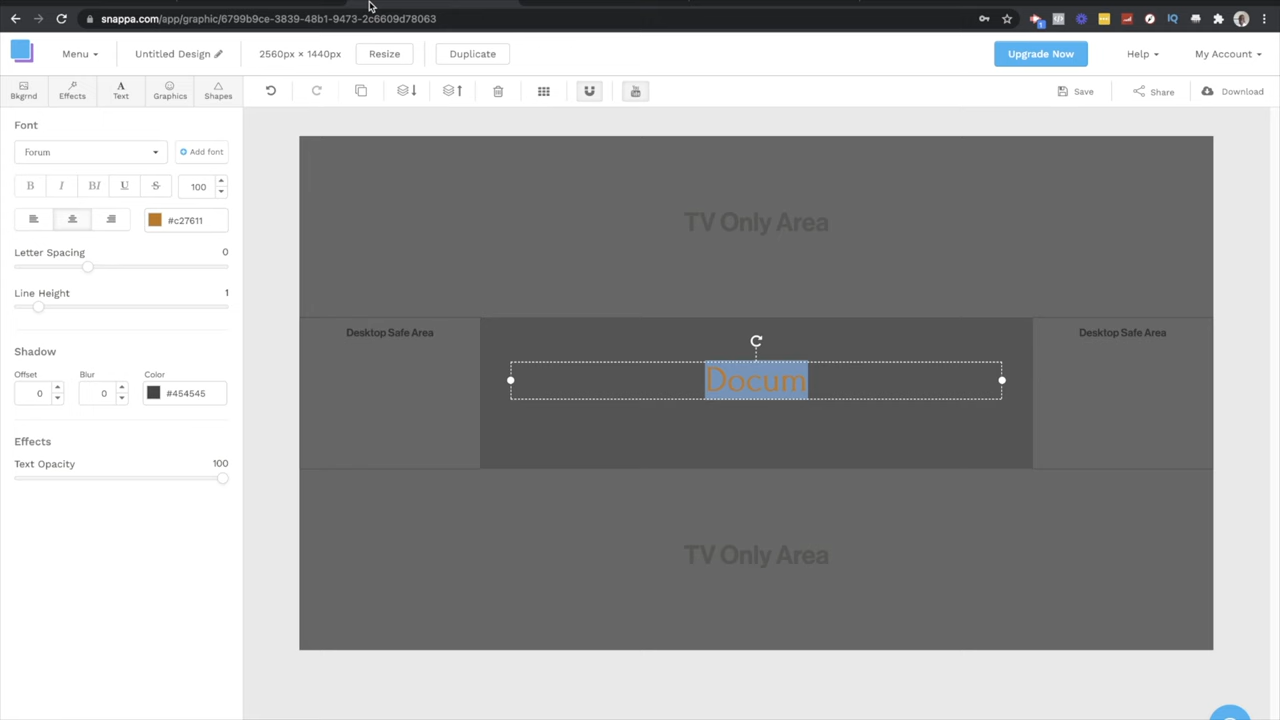 snappa.com/app/graphic/6799b9ce-3839-48b1-9473-2c6609d78063
1
IQ
Menu
Untitled Design
2560px × 1440px
Resize
Duplicate
Upgrade Now
Help
My Account
Bkgrnd
Effects
Text
Graphics
Shapes
Save
Share
Download
Font
Forum
Add font
B
I
BI
U
S
100
#c27611
Letter Spacing
0
Line Height
1
Shadow
Offset
Blur
Color
0
0
#454545
Effects
Text Opacity
100
TV Only Area
Desktop Safe Area
Desktop Safe Area
Docum
TV Only Area